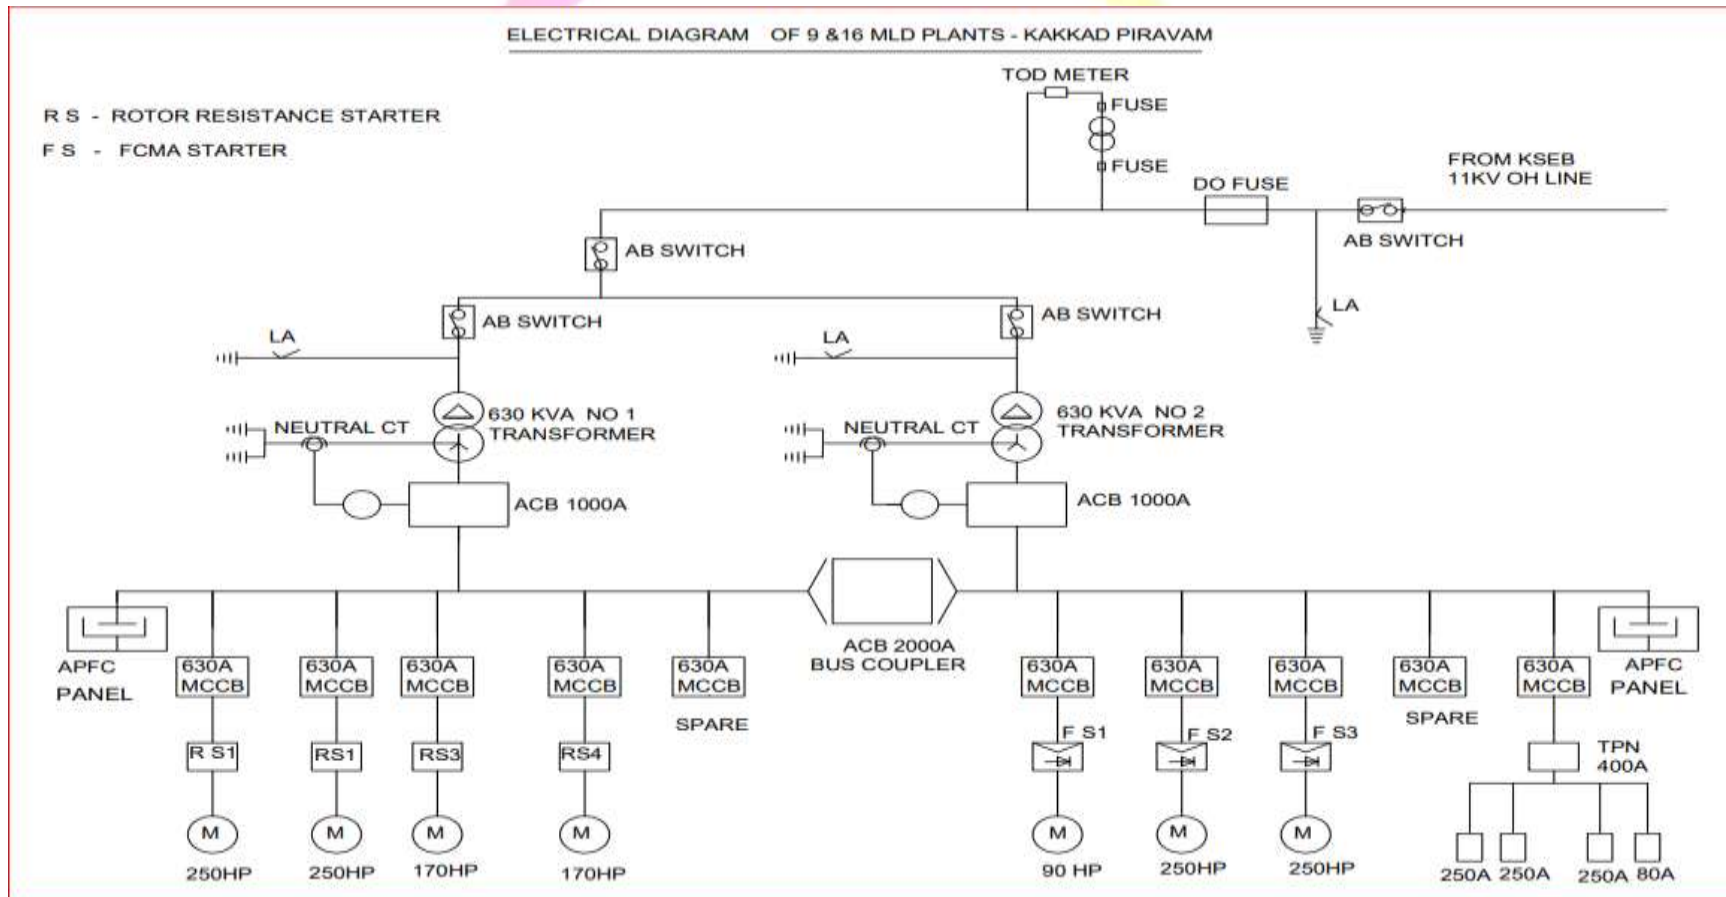 ELECTRICAL DIAGRAM OF 9 &16 MLD PLANTS - KAKKAD PIRAVAM
TOD METER
R S - ROTOR RESISTANCE STARTER
FUSE
F S - FCMA STARTER
FUSE
FROM KSEB
11KV OH LINE
DO FUSE
AB SWITCH
AB SWITCH
LA
AB SWITCH
AB SWITCH
LA
LA
630 KVA NO 1
TRANSFORMER
NEUTRAL CT
630 KVA NO 2
TRANSFORMER
NEUTRAL CT
ACB 1000A
ACB 1000A
ACB 2000A
BUS COUPLER
APFC
PANEL
630A
MCCB
630A
MCCB
630A
MCCB
630A
MCCB
630A
MCCB
SPARE
630A
MCCB
630A
MCCB
630A
MCCB
630A
MCCB
SPARE
630A
MCCB
APFC
PANEL
R S1
RS1
RS3
RS4
F S1
F S2
F S3
TPN
400A
M
M
M
M
M
M
M
250HP
250HP
170HP
170HP
90 HP
250HP
250HP
250A
250A
250A
80A